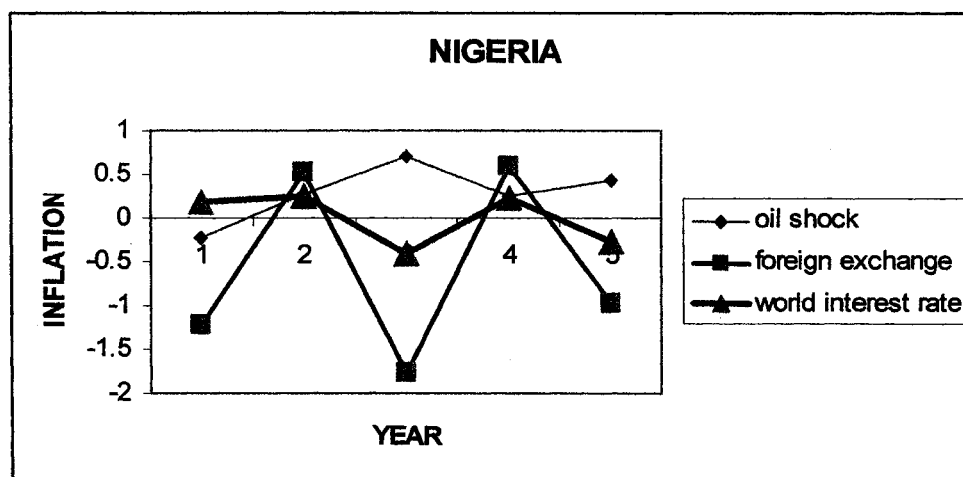 NIGERIA
1
0.5
0
-0.5
-1
-1.5
-2
INFLATION
1 2 4 5
YEAR
oil shock
foreign exchange
world interest rate